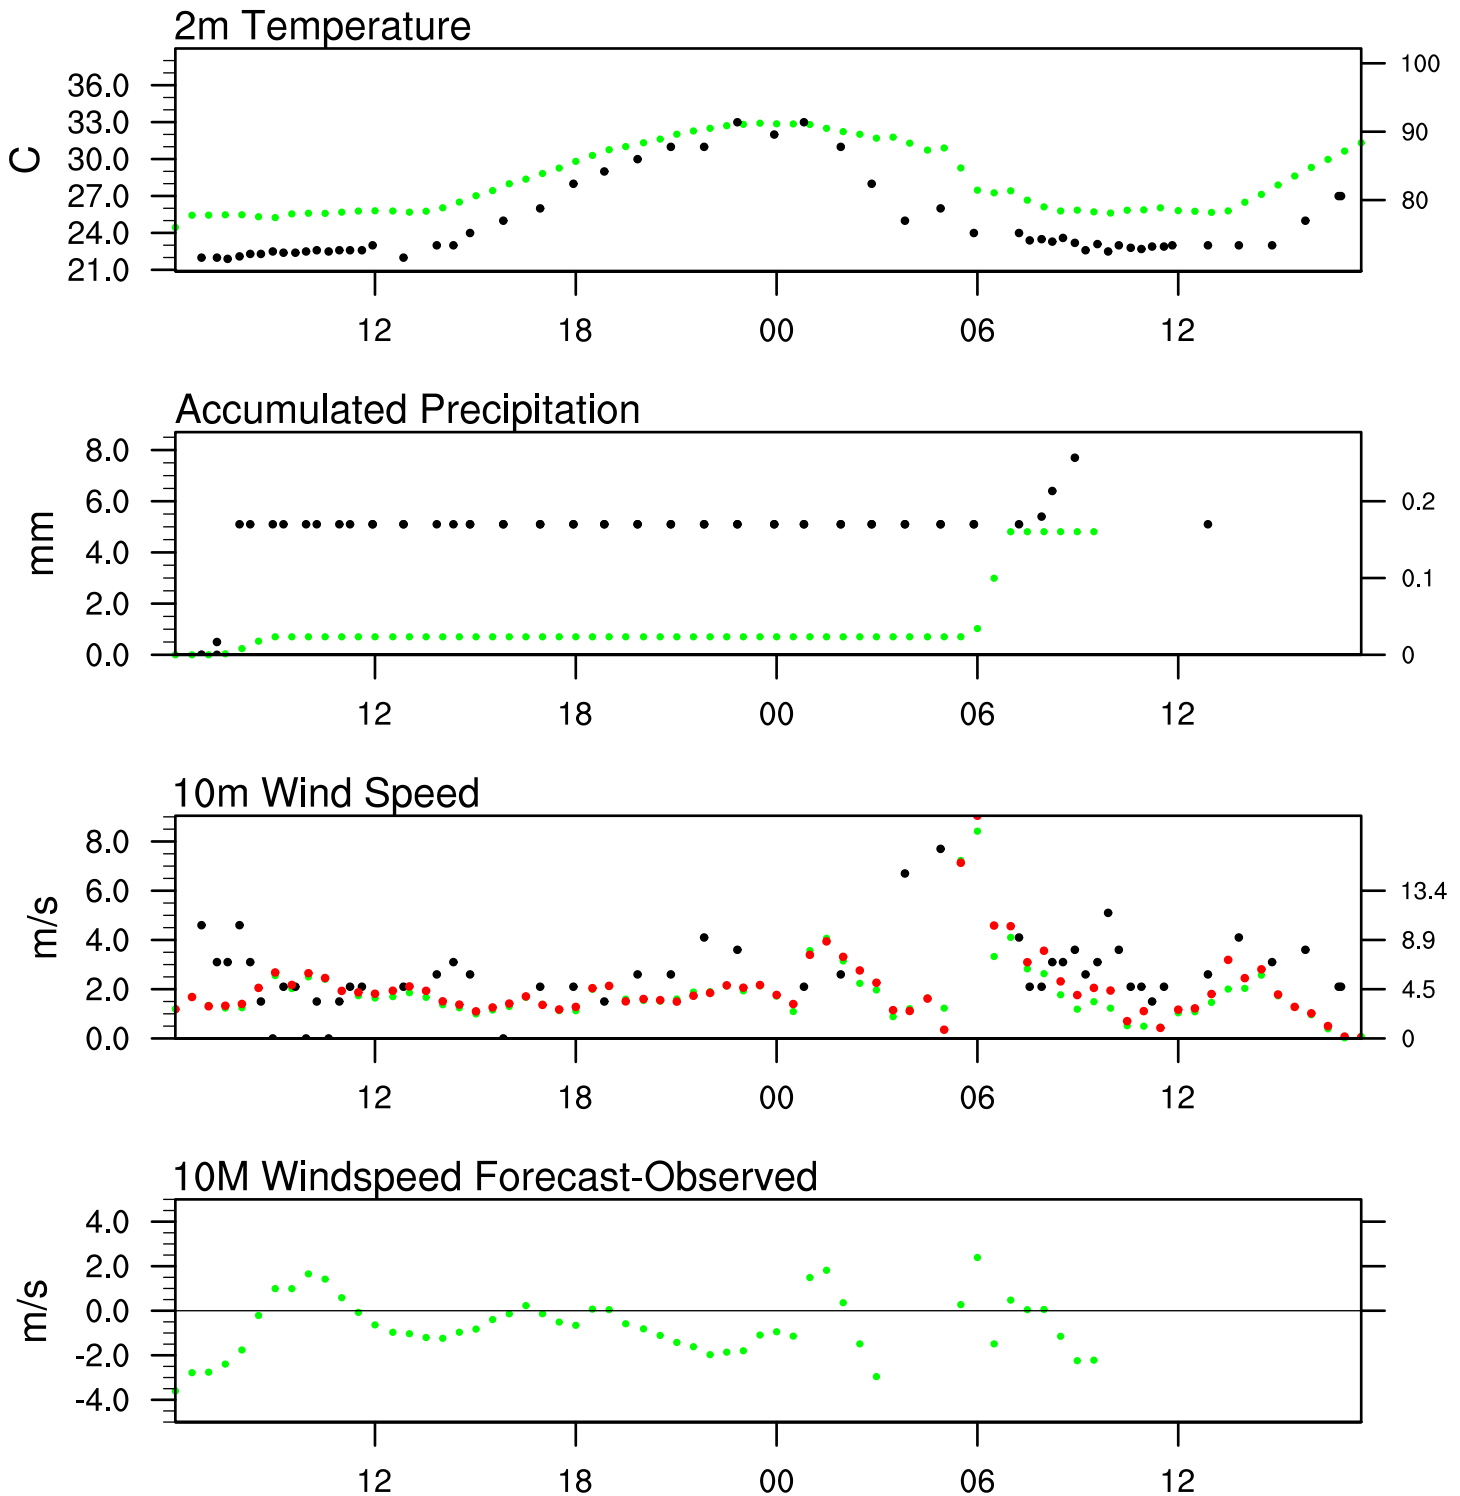 2m Temperature
36.0
33.0
30.0
27.0
24.0
21.0
C
100
90
80
12 18 00 06 12
Accumulated Precipitation
8.0
6.0
4.0
2.0
0.0
mm
0.2
0.1
0
12 18 00 06 12
10m Wind Speed
8.0
6.0
4.0
2.0
0.0
m/s
13.4
8.9
4.5
0
12 18 00 06 12
10M Windspeed Forecast-Observed
4.0
2.0
0.0
-2.0
-4.0
m/s
12 18 00 06 12